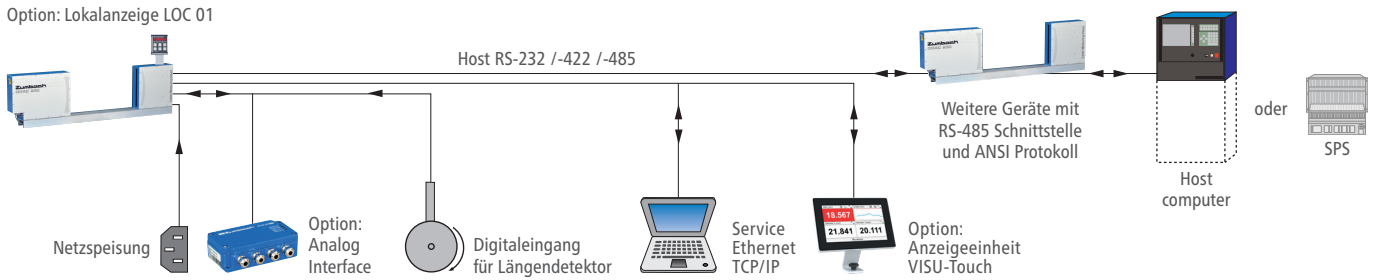 Option: Lokalanzeige LOC 01
Zumbach
Zumbach
Host RS-232 /-422 /-485
Weitere Geräte mit
RS-485 Schnittstelle
und ANSI Protokoll
oder
SPS
Host
computer
Netzspeisung
Option:
Analog
Interface
Digitaleingang
für Längendetektor
Service
Ethernet
TCP/IP
18.567
21.841 20.111
Option:
Anzeigeeinheit
VISU-Touch